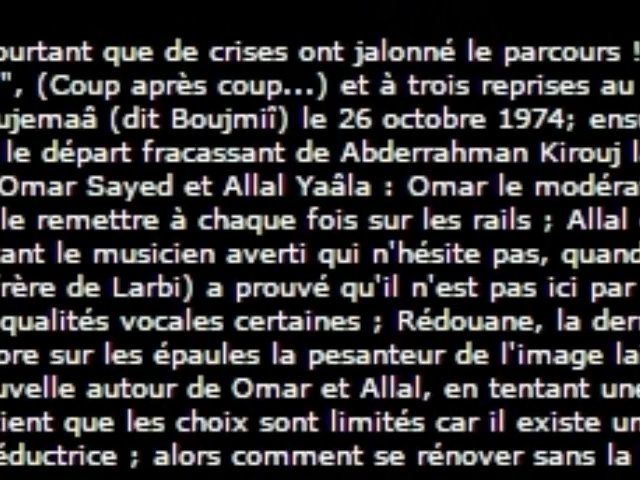 ourtant que de crises ont jalonné le parcours !
", (Coup après coup...) et à trois reprises au
ujemaâ (dit Boujmiî) le 26 octobre 1974; ens
le départ fracassant de Abderrahman Kirouj l
Omar Sayed et Allal Yaâla : Omar le modéra
le remettre à chaque fois sur les rails ; Allal
ant le musicien averti qui n'hésite pas, quand
rère de Larbi) a prouvé qu'il n'est pas ici par
qualités vocales certaines ; Rédouane, la der
ore sur les épaules la pesanteur de l'image la
uvelle autour de Omar et Allal, en tentant une
ient que les choix sont limités car il existe un
éductrice ; alors comment se rénover sans la